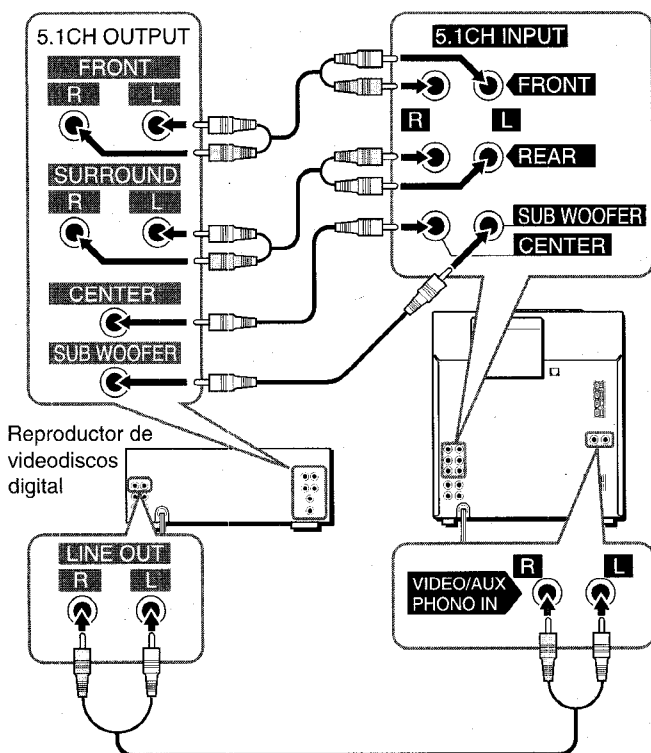 5.1CH OUTPUT
FRONT
R L
SURROUND
R L
CENTER
SUB WOOFER
5.1CH INPUT
FRONT
R L
REAR
SUB WOOFER
CENTER
Reproductor de
videodiscos
digital
LINE OUT
R L
VIDEO/AUX
PHONO IN
R L